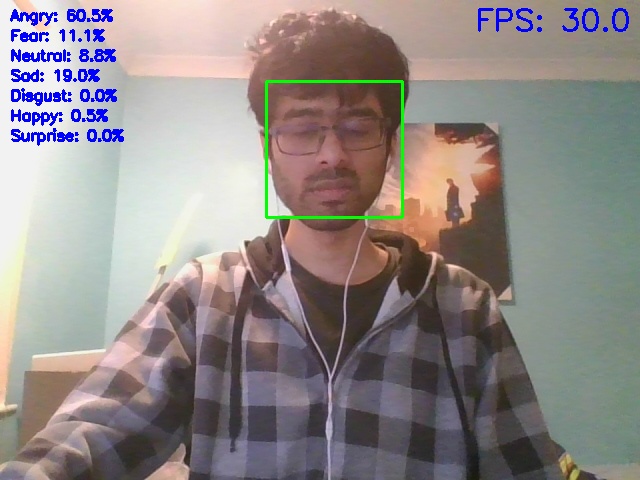 Angry: 60.5%
Fear: 11.1%
Neutral: 8.8%
Sad: 19.0%
Disgust: 0.0%
Happy: 0.5%
Surprise: 0.0%
FPS: 30.0